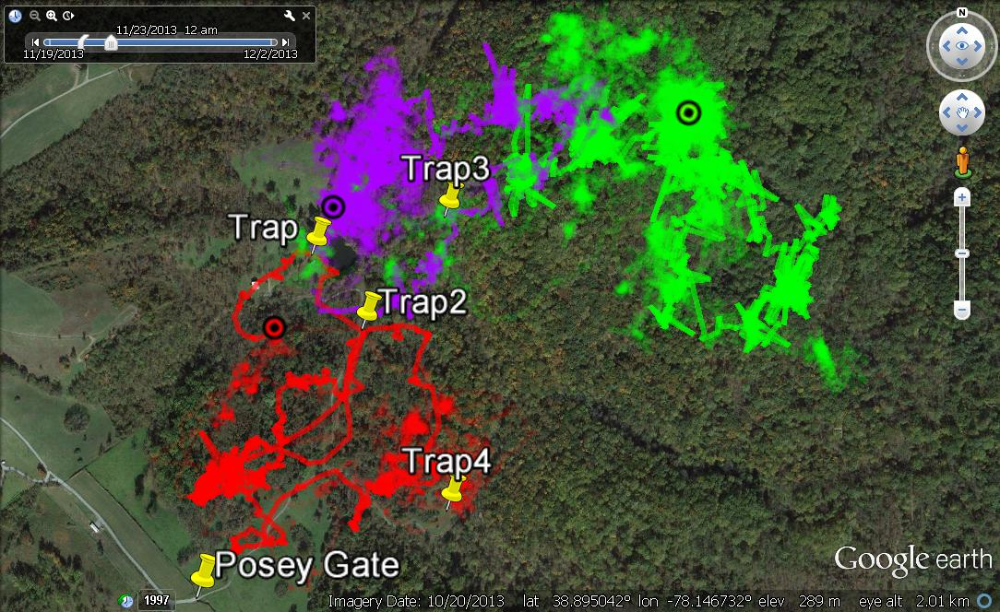 11/23/2013 12 am
11/19/2013 12/2/2013
N
Trap3
Trap
Trap2
Trap4
Posey Gate
Google earth
1997
Imagery Date: 10/20/2013 lat 38.895042° lon -78.146732° elev 289 m eye alt 2.01 km